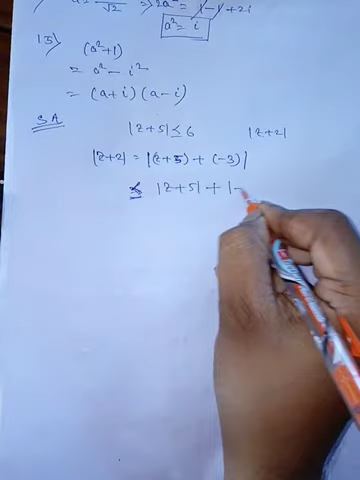 √2 ⇒ 2a² = 1-1+2i
a² = i
13)
(a²+1)
= a² - i²
= (a+i) (a-i)
SA
|z+5| ≤ 6 |z+2|
|z+2| = |(z+5) + (-3)|
≤ |z+5| + |-